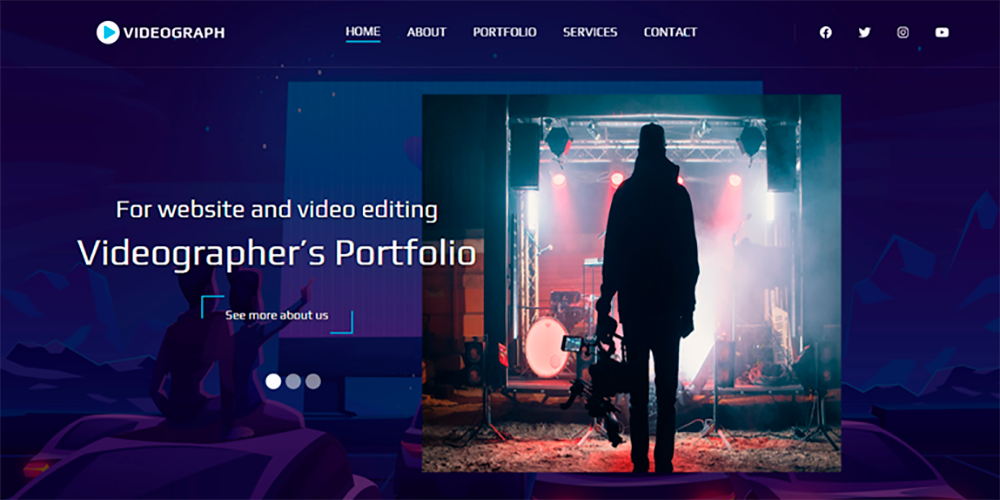 VIDEOGRAPH
HOME ABOUT PORTFOLIO SERVICES CONTACT
For website and video editing
Videographer’s Portfolio
See more about us